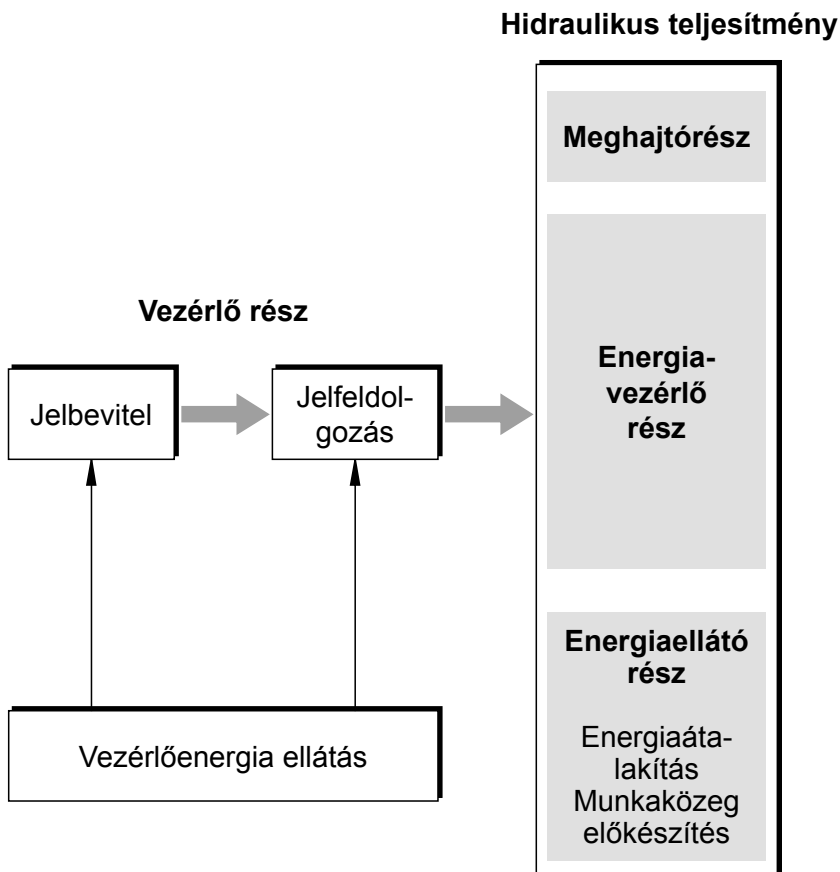 Hidraulikus teljesítmény
Meghajtórész
Vezérlő rész
Energia-
vezérlő
rész
Jelbevitel
Jelfeldol-
gozás
Energiaellátó
rész
Energiaáta-
lakítás
Munkaközeg
előkészítés
Vezérlőenergia ellátás